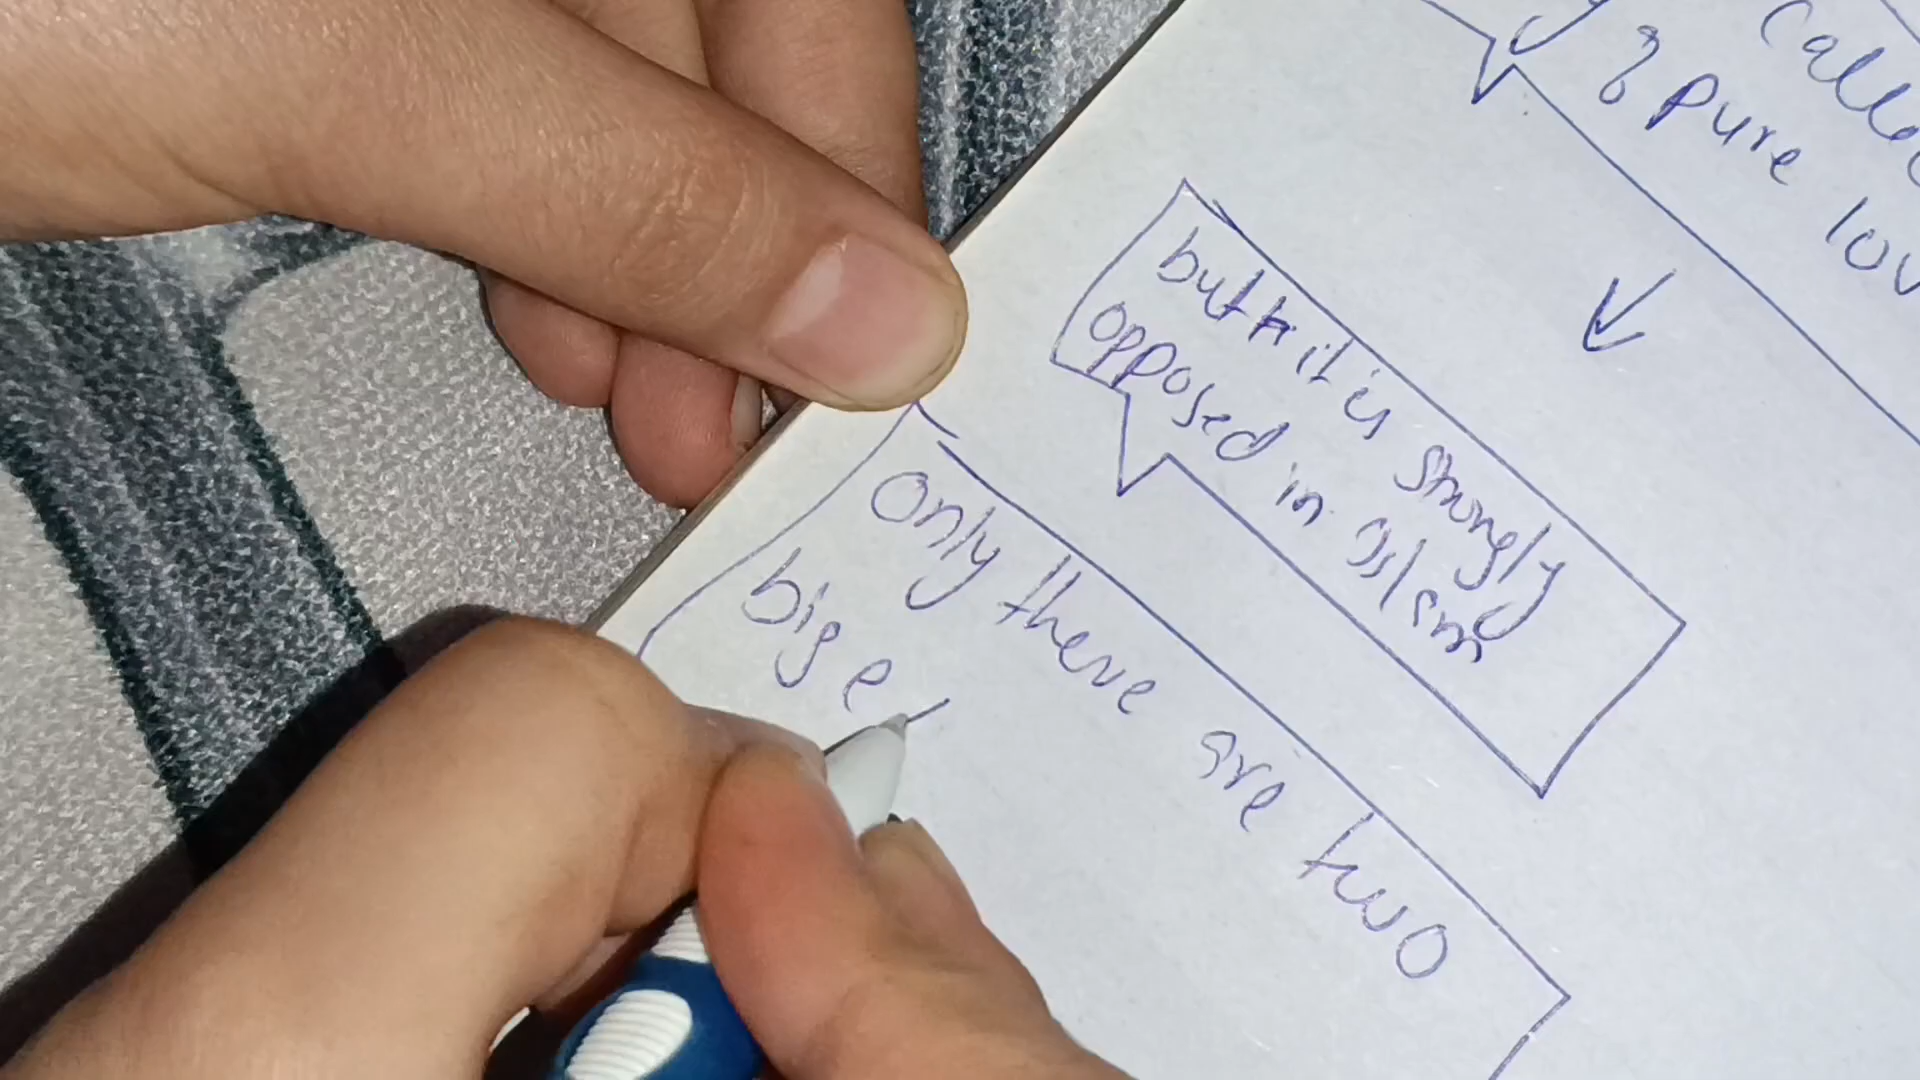 Calle
& pure lov
but it is strongly
opposed in Islam
only there are two
big e